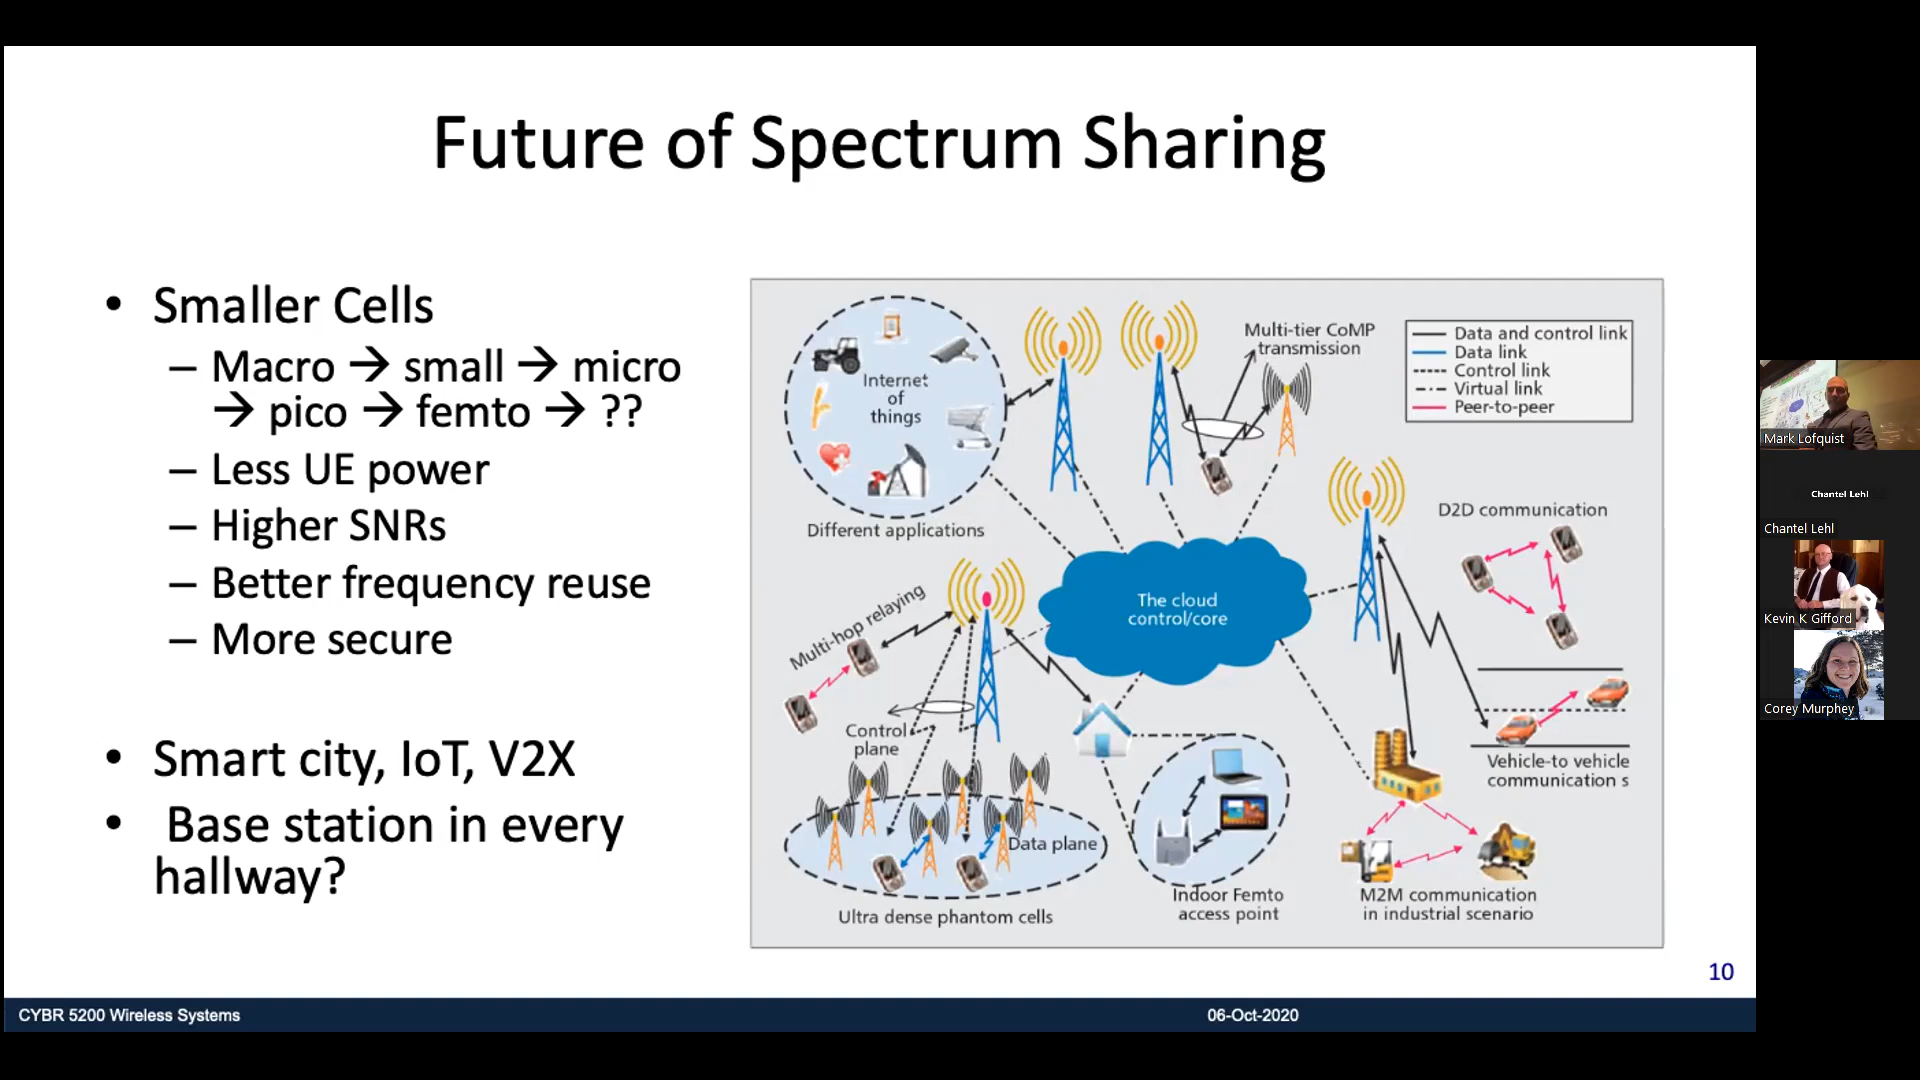 Future of Spectrum Sharing
• Smaller Cells
– Macro → small → micro
→ pico → femto → ??
– Less UE power
– Higher SNRs
– Better frequency reuse
– More secure
• Smart city, IoT, V2X
• Base station in every
hallway?
Internet
of
things
Different applications
Multi-tier CoMP
transmission
Data and control link
Data link
Control link
Virtual link
Peer-to-peer
D2D communication
The cloud
control/core
Multi-hop relaying
Control
plane
Data plane
Ultra dense phantom cells
Indoor Femto
access point
Vehicle-to vehicle
communication s
M2M communication
in industrial scenario
10
CYBR 5200 Wireless Systems
06-Oct-2020
Mark Lofquist
Chantel Lehl
Chantel Lehl
Kevin K Gifford
Corey Murphey